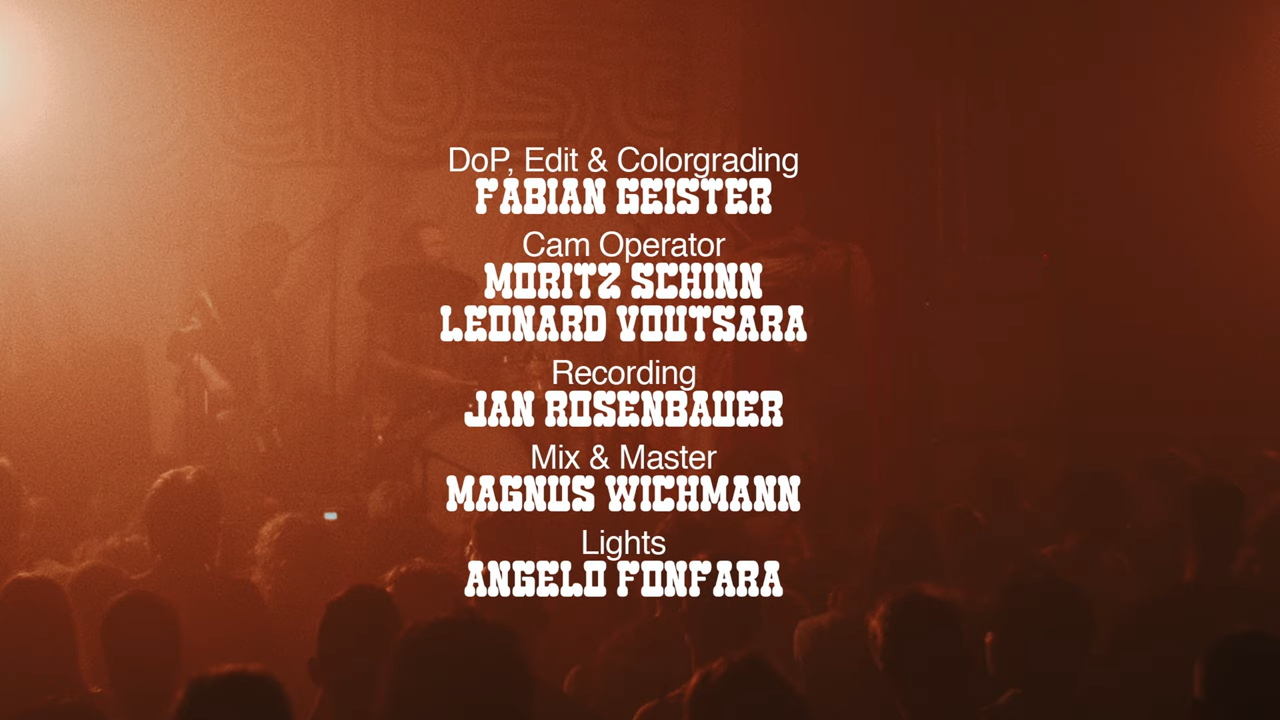 DoP, Edit & Colorgrading
FABIAN GEISTER
Cam Operator
MORITZ SCHINN
LEONARD VOUTSARA
Recording
JAN ROSENBAUER
Mix & Master
MAGNUS WICHMANN
Lights
ANGELO FONFARA